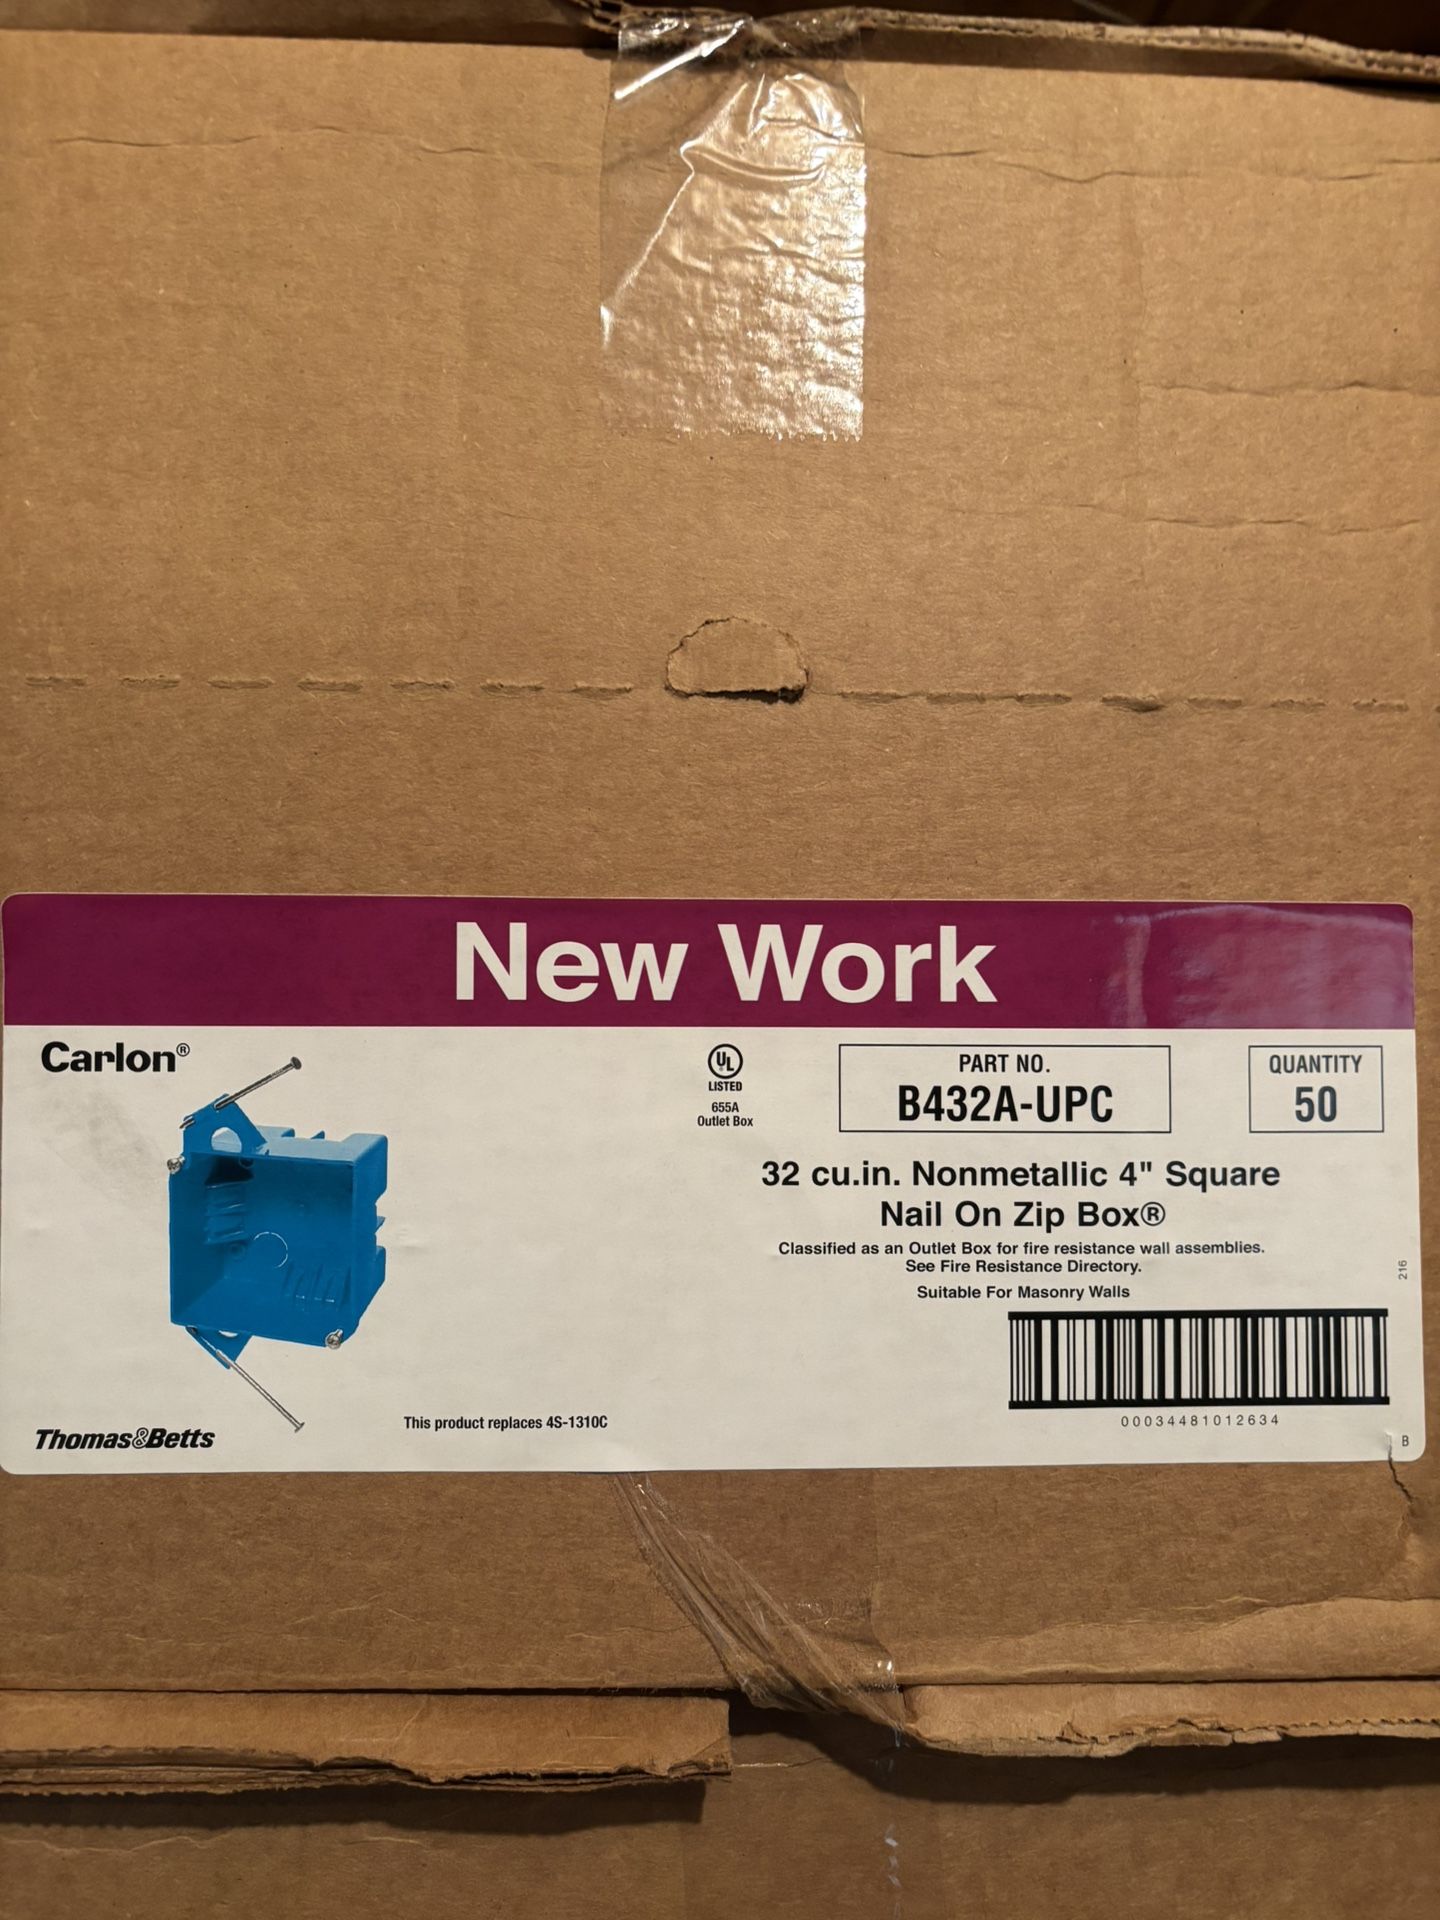 New Work
Carlon®
UL
LISTED
655A
Outlet Box
PART NO.
B432A-UPC
QUANTITY
50
32 cu.in. Nonmetallic 4" Square
Nail On Zip Box®
Classified as an Outlet Box for fire resistance wall assemblies.
See Fire Resistance Directory.
Suitable For Masonry Walls
216
00034481012634
This product replaces 4S-1310C
Thomas&Betts
B